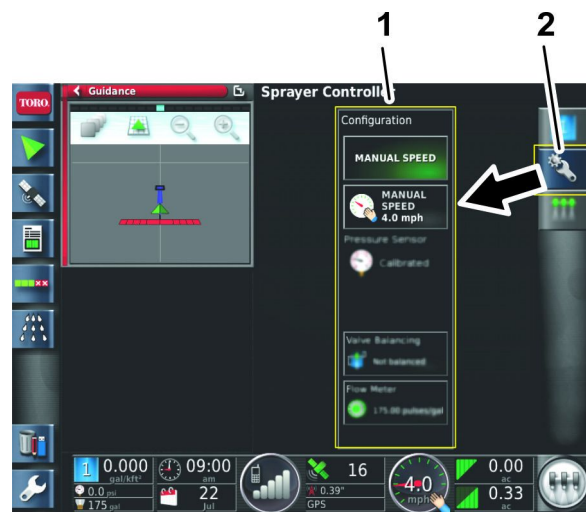 1
2
TORO.
Guidance
Sprayer Controller
Configuration
MANUAL SPEED
MANUAL
SPEED
4.0 mph
Pressure Sensor
Calibrated
Valve Balancing
Not balanced
Flow Meter
175.00 pulses/gal
1
0.000
gal/kft²
0.0 psi
175 gal
09:00
am
22
Jul
16
0.39"
GPS
4.0
mph
0.00
ac
0.33
ac